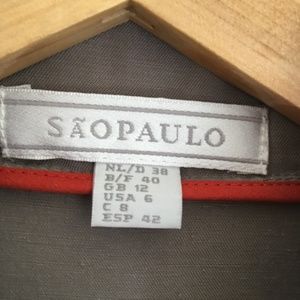 SÃOPAULO
NL/D 38
B/F 40
GB 12
USA 6
C 8
ESP 42